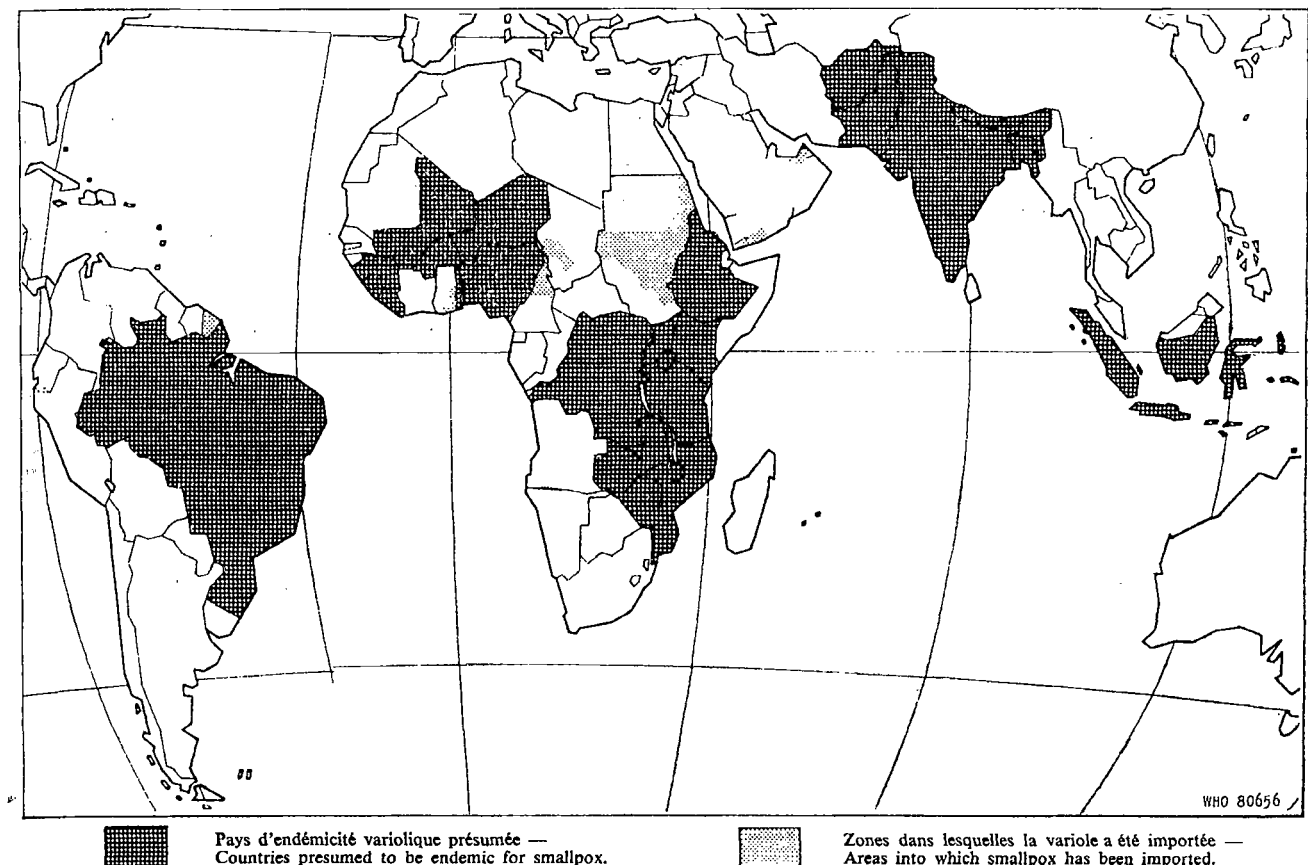 WHO 80656
Pays d'endémicité variolique présumée —
Countries presumed to be endemic for smallpox.
Zones dans lesquelles la variole a été importée —
Areas into which smallpox has been imported.